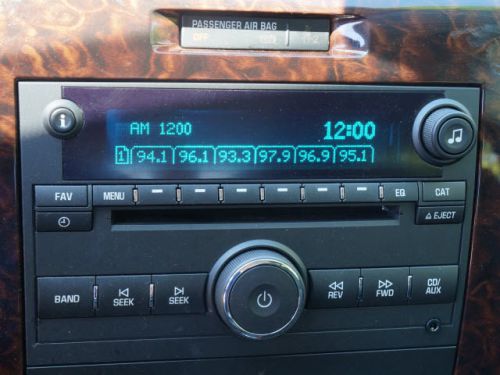 PASSENGER AIR BAG
OFF
i
AM 1200 12:00
1 94.1 96.1 93.3 97.9 96.9 95.1
FAV MENU EQ CAT
EJECT
BAND SEEK SEEK REV FWD CD/
AUX